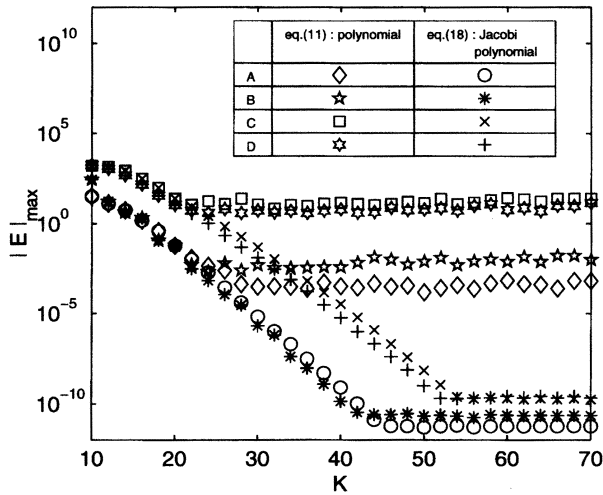 10^10
10^5
10^0
10^-5
10^-10
| E |max
eq.(11) : polynomial eq.(18) : Jacobi
polynomial
A
B
C
D
10 20 30 40 50 60 70
K